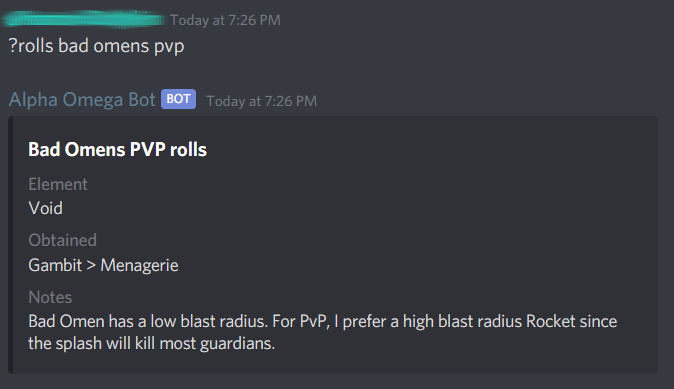 Today at 7:26 PM
?rolls bad omens pvp
Alpha Omega Bot BOT Today at 7:26 PM
Bad Omens PVP rolls
Element
Void
Obtained
Gambit > Menagerie
Notes
Bad Omen has a low blast radius. For PvP, I prefer a high blast radius Rocket since
the splash will kill most guardians.